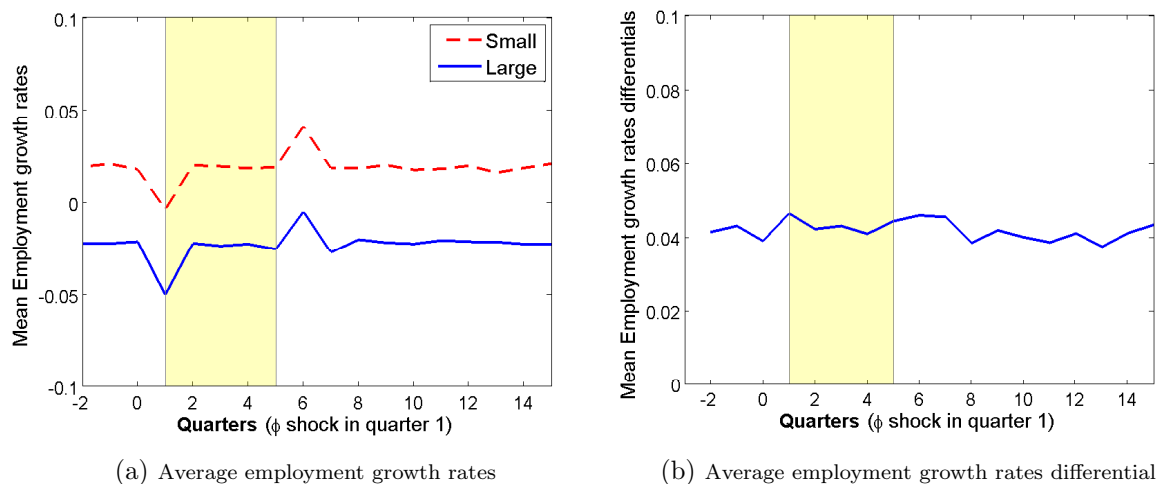 Mean Employment growth rates
0.1
0.05
0
-0.05
-0.1
Small
Large
-2 0 2 4 6 8 10 12 14
Quarters (ϕ shock in quarter 1)
(a) Average employment growth rates
Mean Employment growth rates differentials
0.1
0.08
0.06
0.04
0.02
0
-2 0 2 4 6 8 10 12 14
Quarters (ϕ shock in quarter 1)
(b) Average employment growth rates differential